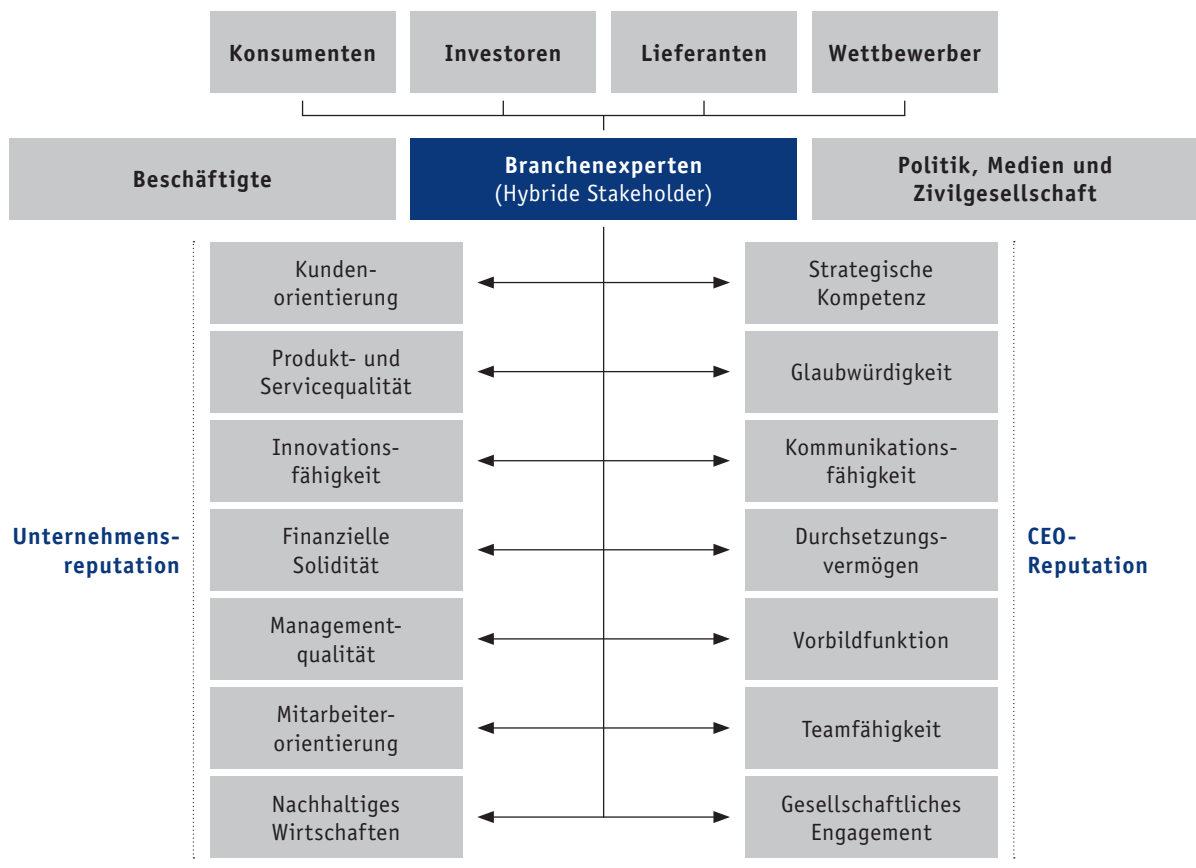 Konsumenten
Investoren
Lieferanten
Wettbewerber
Beschäftigte
Branchenexperten
(Hybride Stakeholder)
Politik, Medien und
Zivilgesellschaft
Kunden-
orientierung
Strategische
Kompetenz
Produkt- und
Servicequalität
Glaubwürdigkeit
Innovations-
fähigkeit
Kommunikations-
fähigkeit
Unternehmens-
reputation
Finanzielle
Solidität
Durchsetzungs-
vermögen
CEO-
Reputation
Management-
qualität
Vorbildfunktion
Mitarbeiter-
orientierung
Teamfähigkeit
Nachhaltiges
Wirtschaften
Gesellschaftliches
Engagement